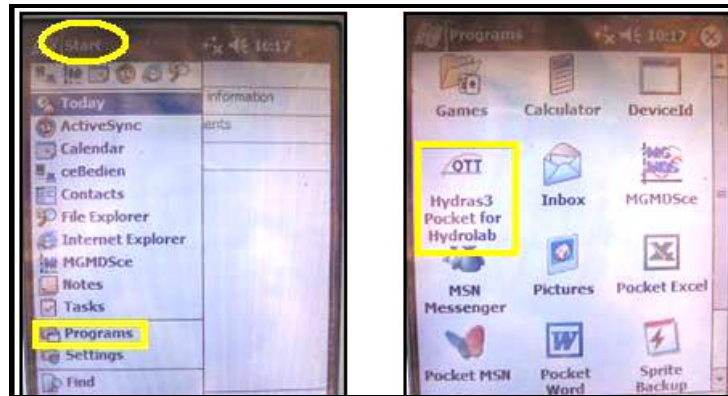 Start
10:17
Today
ActiveSync
Calendar
ceBedien
Contacts
File Explorer
Internet Explorer
MGMDSce
Notes
Tasks
Programs
Settings
Find
information
ents
Programs
10:17
Games
Calculator
DeviceId
OTT
Hydras3
Pocket for
Hydrolab
Inbox
MGMDSce
MSN
Messenger
Pictures
Pocket Excel
Pocket MSN
Pocket
Word
Sprite
Backup